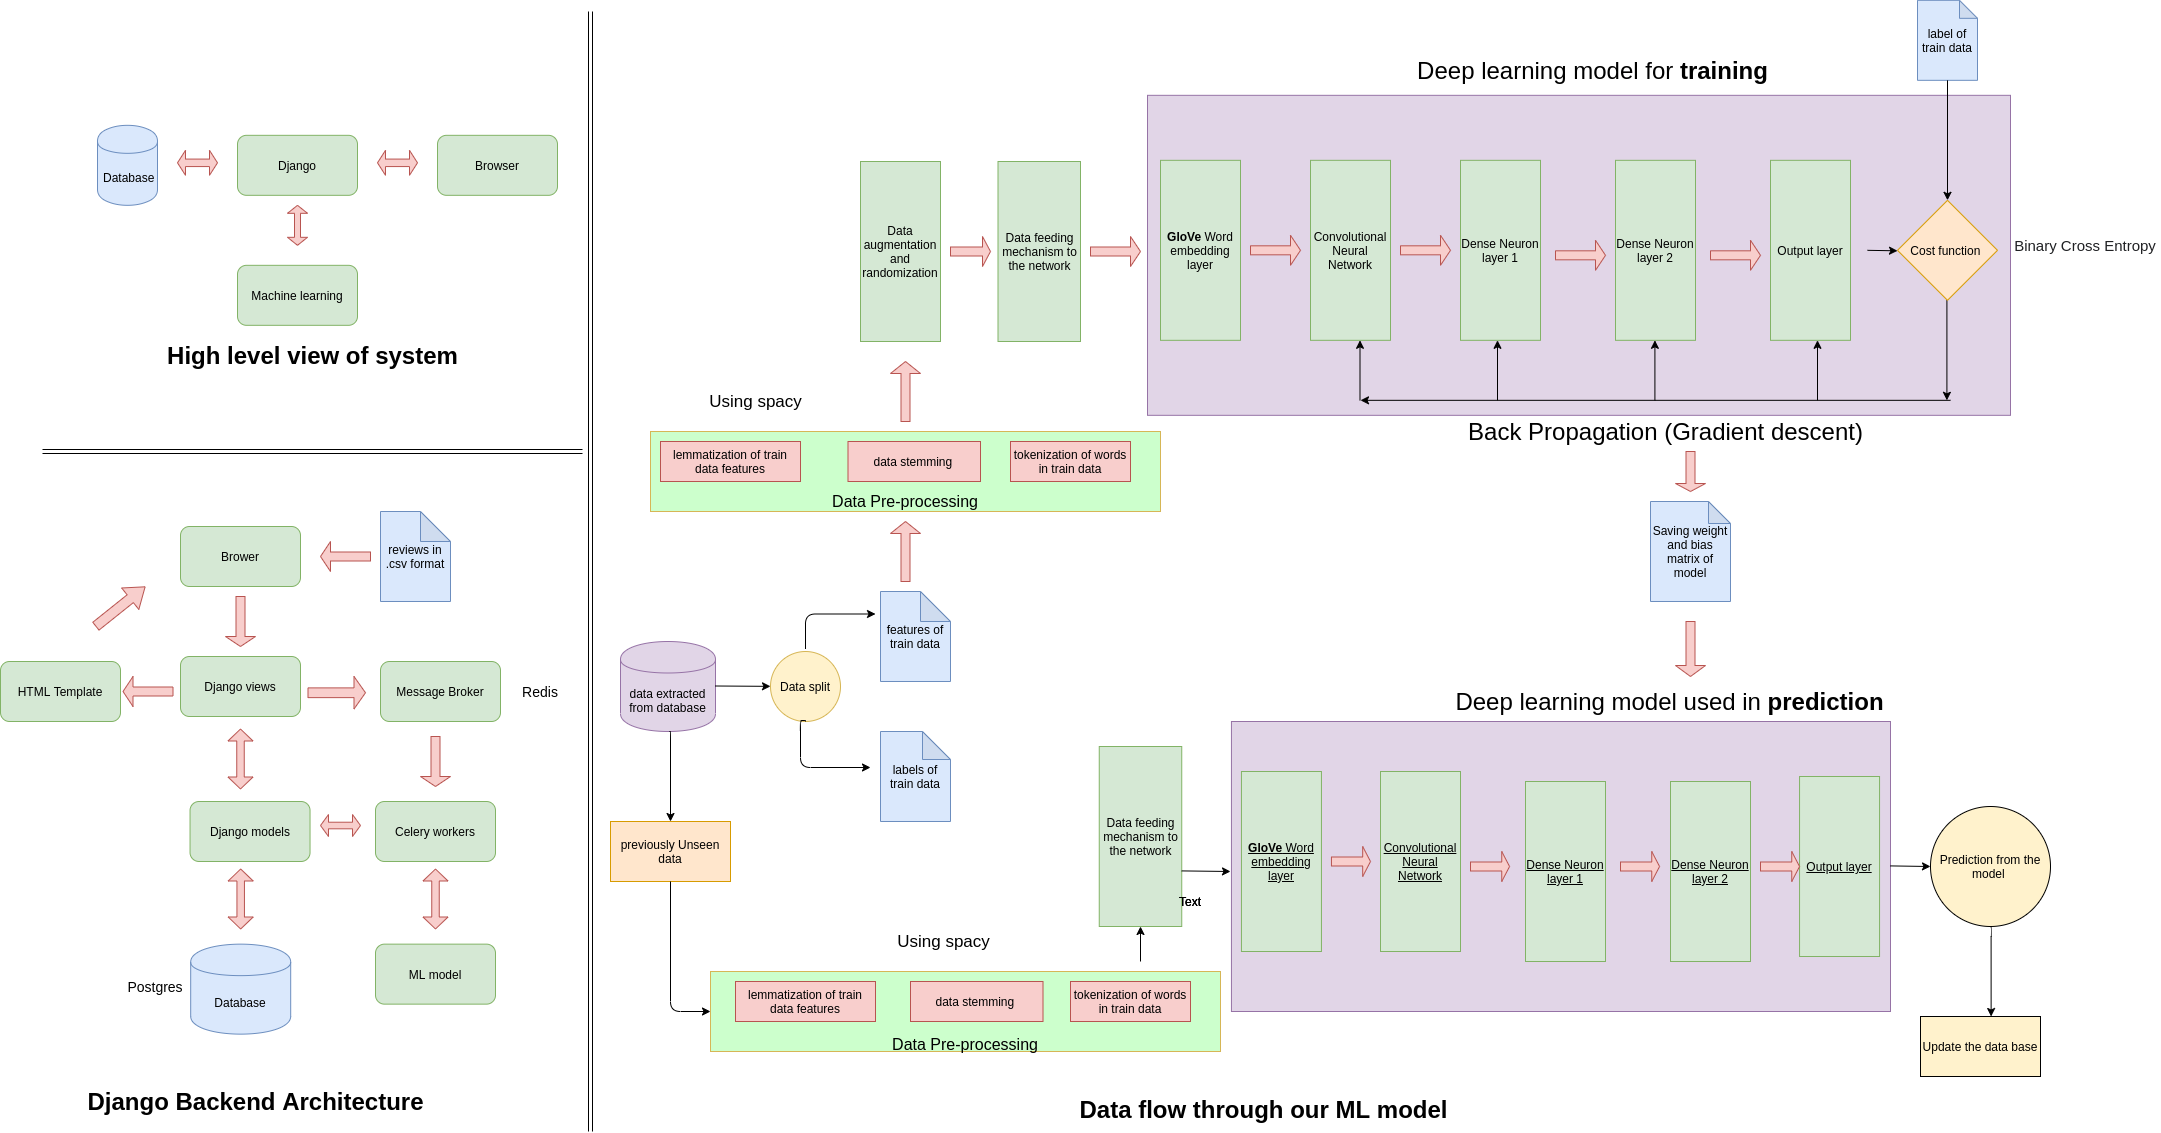 Database
Django
Browser
Machine learning
High level view of system
Brower
reviews in
.csv format
HTML Template
Django views
Message Broker
Redis
Django models
Celery workers
Postgres
Database
ML model
Django Backend Architecture
label of
train data
Deep learning model for training
Data
augmentation
and
randomization
Data feeding
mechanism to
the network
GloVe Word
embedding
layer
Convolutional
Neural
Network
Dense Neuron
layer 1
Dense Neuron
layer 2
Output layer
Cost function
Binary Cross Entropy
Back Propagation (Gradient descent)
Using spacy
lemmatization of train
data features
data stemming
tokenization of words
in train data
Data Pre-processing
Saving weight
and bias
matrix of
model
features of
train data
data extracted
from database
Data split
labels of
train data
previously Unseen
data
Deep learning model used in prediction
Data feeding
mechanism to
the network
Text
GloVe Word
embedding
layer
Convolutional
Neural
Network
Dense Neuron
layer 1
Dense Neuron
layer 2
Output layer
Prediction from the
model
Using spacy
lemmatization of train
data features
data stemming
tokenization of words
in train data
Data Pre-processing
Update the data base
Data flow through our ML model